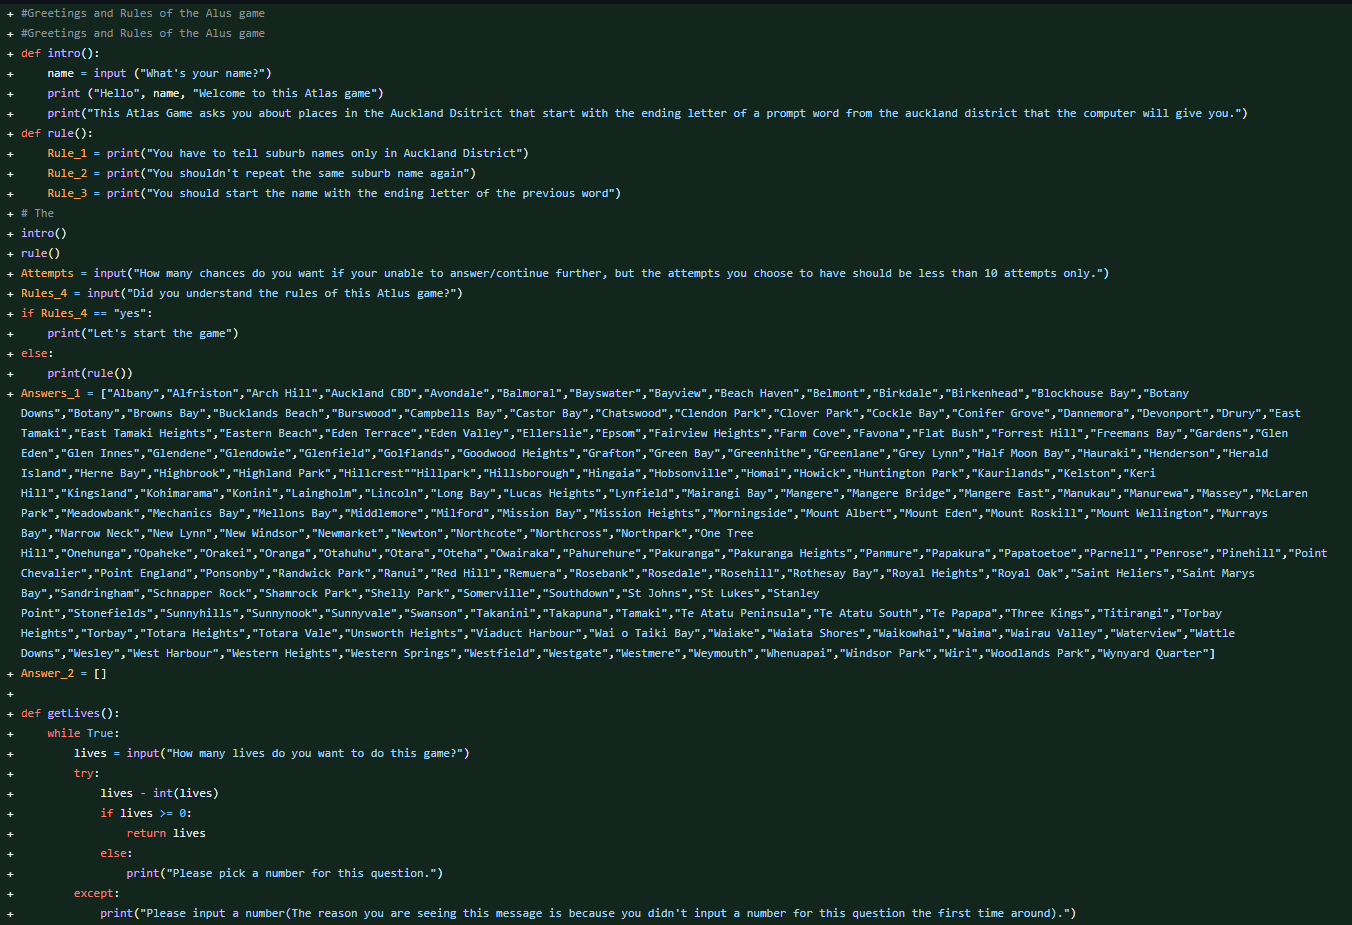 + #Greetings and Rules of the Alus game
+ #Greetings and Rules of the Alus game
+ def intro():
+     name = input ("What's your name?")
+     print ("Hello", name, "Welcome to this Atlas game")
+     print("This Atlas Game asks you about places in the Auckland Dsitrict that start with the ending letter of a prompt word from the auckland district that the computer will give you.")
+ def rule():
+     Rule_1 = print("You have to tell suburb names only in Auckland District")
+     Rule_2 = print("You shouldn't repeat the same suburb name again")
+     Rule_3 = print("You should start the name with the ending letter of the previous word")
+ # The
+ intro()
+ rule()
+ Attempts = input("How many chances do you want if your unable to answer/continue further, but the attempts you choose to have should be less than 10 attempts only.")
+ Rules_4 = input("Did you understand the rules of this Atlus game?")
+ if Rules_4 == "yes":
+     print("Let's start the game")
+ else:
+     print(rule())
+ Answers_1 = ["Albany","Alfriston","Arch Hill","Auckland CBD","Avondale","Balmoral","Bayswater","Bayview","Beach Haven","Belmont","Birkdale","Birkenhead","Blockhouse Bay","Botany
Downs","Botany","Browns Bay","Bucklands Beach","Burswood","Campbells Bay","Castor Bay","Chatswood","Clendon Park","Clover Park","Cockle Bay","Conifer Grove","Dannemora","Devonport","Drury","East
Tamaki","East Tamaki Heights","Eastern Beach","Eden Terrace","Eden Valley","Ellerslie","Epsom","Fairview Heights","Farm Cove","Favona","Flat Bush","Forrest Hill","Freemans Bay","Gardens","Glen
Eden","Glen Innes","Glendene","Glendowie","Glenfield","Golflands","Goodwood Heights","Grafton","Green Bay","Greenhithe","Greenlane","Grey Lynn","Half Moon Bay","Hauraki","Henderson","Herald
Island","Herne Bay","Highbrook","Highland Park","Hillcrest""Hillpark","Hillsborough","Hingaia","Hobsonville","Homai","Howick","Huntington Park","Kaurilands","Kelston","Keri
Hill","Kingsland","Kohimarama","Konini","Laingholm","Lincoln","Long Bay","Lucas Heights","Lynfield","Mairangi Bay","Mangere","Mangere Bridge","Mangere East","Manukau","Manurewa","Massey","McLaren
Park","Meadowbank","Mechanics Bay","Mellons Bay","Middlemore","Milford","Mission Bay","Mission Heights","Morningside","Mount Albert","Mount Eden","Mount Roskill","Mount Wellington","Murrays
Bay","Narrow Neck","New Lynn","New Windsor","Newmarket","Newton","Northcote","Northcross","Northpark","One Tree
Hill","Onehunga","Opaheke","Orakei","Oranga","Otahuhu","Otara","Oteha","Owairaka","Pahurehure","Pakuranga","Pakuranga Heights","Panmure","Papakura","Papatoetoe","Parnell","Penrose","Pinehill","Point
Chevalier","Point England","Ponsonby","Randwick Park","Ranui","Red Hill","Remuera","Rosebank","Rosedale","Rosehill","Rothesay Bay","Royal Heights","Royal Oak","Saint Heliers","Saint Marys
Bay","Sandringham","Schnapper Rock","Shamrock Park","Shelly Park","Somerville","Southdown","St Johns","St Lukes","Stanley
Point","Stonefields","Sunnyhills","Sunnynook","Sunnyvale","Swanson","Takanini","Takapuna","Tamaki","Te Atatu Peninsula","Te Atatu South","Te Papapa","Three Kings","Titirangi","Torbay
Heights","Torbay","Totara Heights","Totara Vale","Unsworth Heights","Viaduct Harbour","Wai o Taiki Bay","Waiake","Waiata Shores","Waikowhai","Waima","Wairau Valley","Waterview","Wattle
Downs","Wesley","West Harbour","Western Heights","Western Springs","Westfield","Westgate","Westmere","Weymouth","Whenuapai","Windsor Park","Wiri","Woodlands Park","Wynyard Quarter"]
+ Answer_2 = []
+
+ def getLives():
+     while True:
+         lives = input("How many lives do you want to do this game?")
+         try:
+             lives - int(lives)
+             if lives >= 0:
+                 return lives
+             else:
+                 print("Please pick a number for this question.")
+         except:
+             print("Please input a number(The reason you are seeing this message is because you didn't input a number for this question the first time around).")